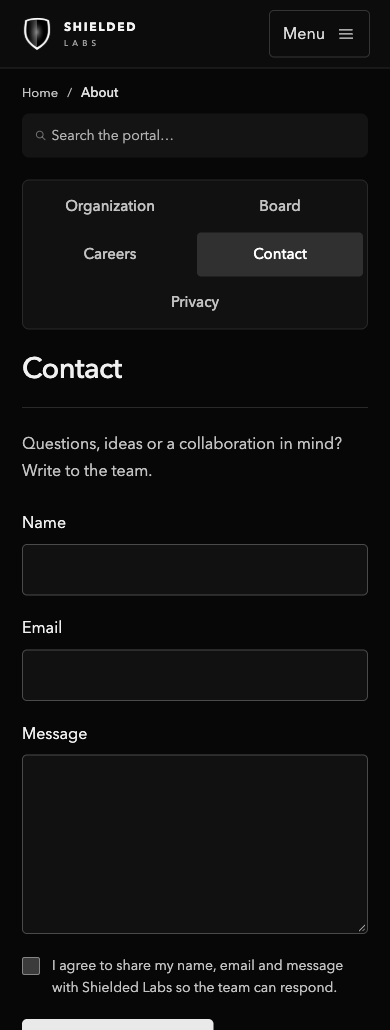 SHIELDED
LABS
Menu
Home / About
Search the portal...
Organization
Board
Careers
Contact
Privacy
Contact
Questions, ideas or a collaboration in mind?
Write to the team.
Name
Email
Message
I agree to share my name, email and message
with Shielded Labs so the team can respond.